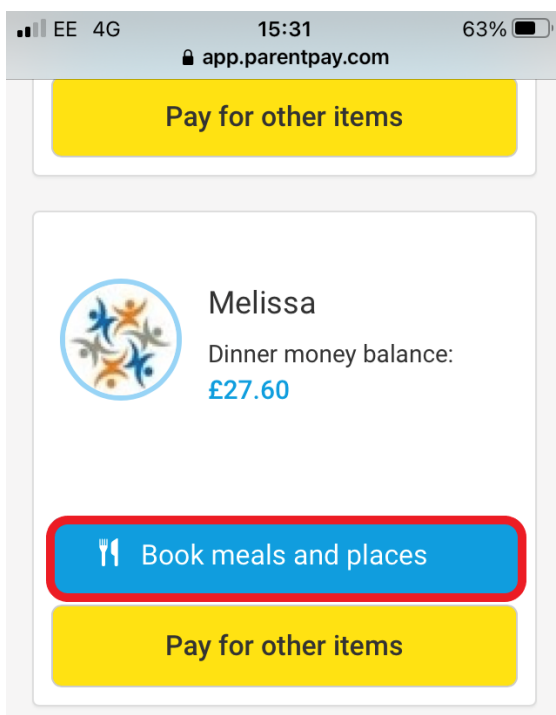 EE 4G 15:31 63%
app.parentpay.com
Pay for other items
Melissa
Dinner money balance:
£27.60
Book meals and places
Pay for other items